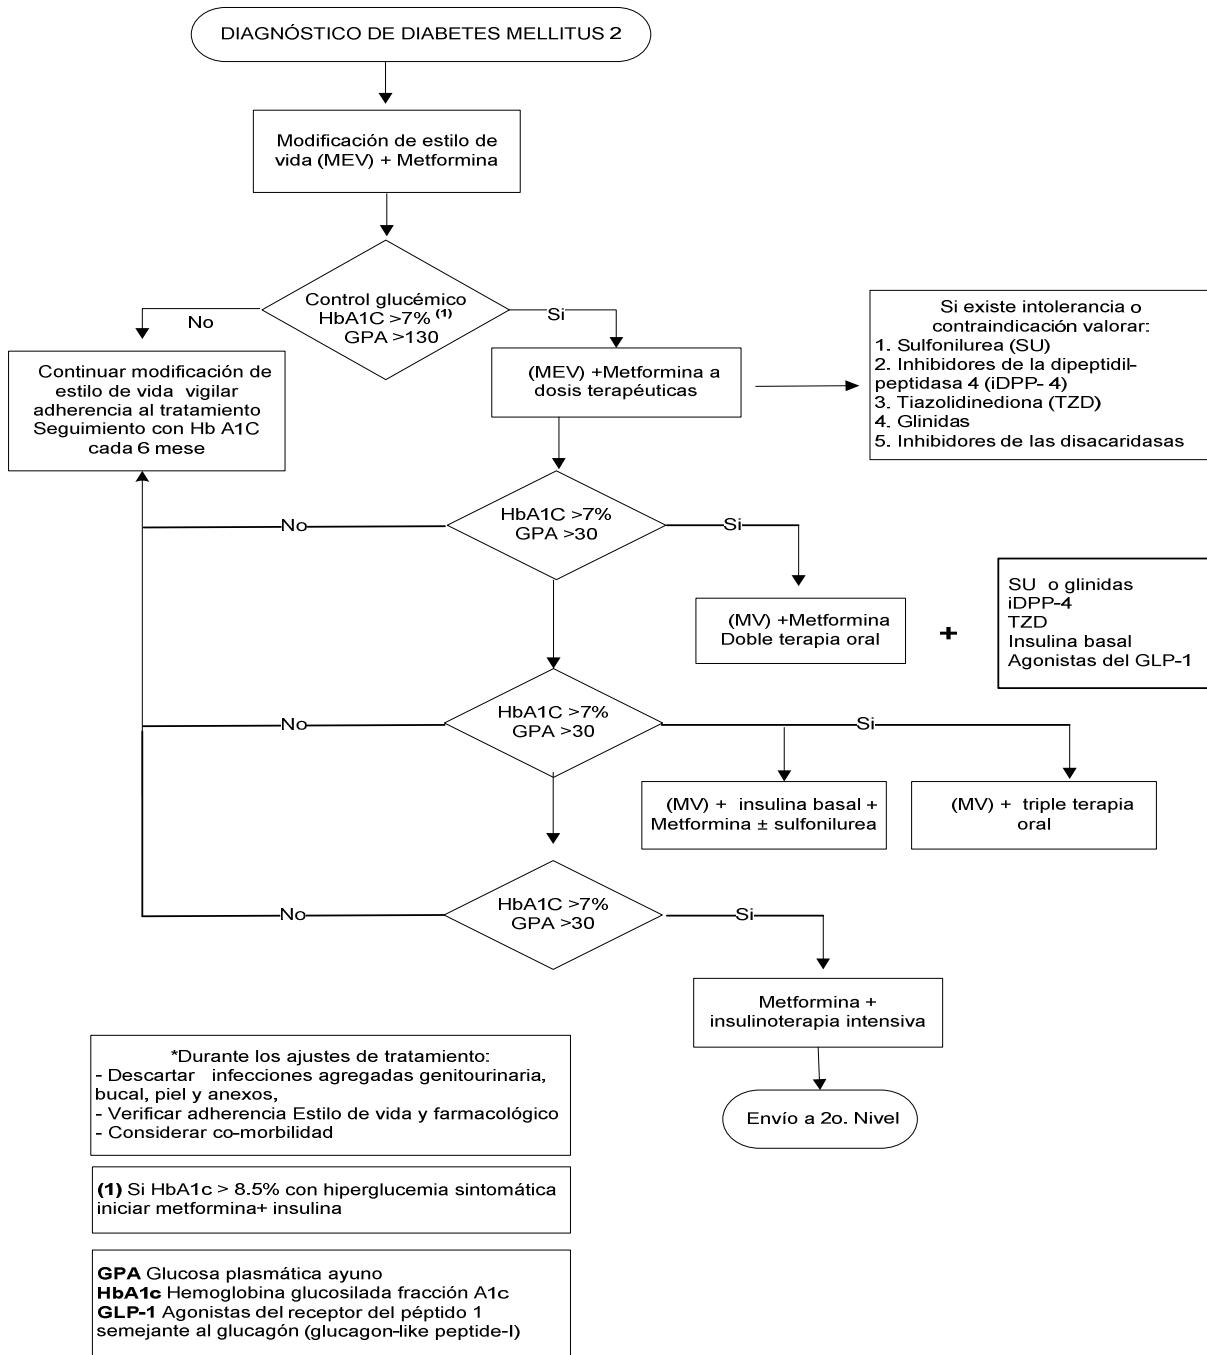 DIAGNÓSTICO DE DIABETES MELLITUS 2
Modificación de estilo de
vida (MEV) + Metformina
Control glucémico
HbA1C >7% (1)
GPA >130
No
Si
Continuar modificación de
estilo de vida vigilar
adherencia al tratamiento
Seguimiento con Hb A1C
cada 6 mese
(MEV) +Metformina a
dosis terapéuticas
Si existe intolerancia o
contraindicación valorar:
1. Sulfonilurea (SU)
2. Inhibidores de la dipeptidil-
peptidasa 4 (iDPP- 4)
3. Tiazolidinediona (TZD)
4. Glinidas
5. Inhibidores de las disacaridasas
HbA1C >7%
GPA >30
No
Si
(MV) +Metformina
Doble terapia oral
+
SU o glinidas
iDPP-4
TZD
Insulina basal
Agonistas del GLP-1
HbA1C >7%
GPA >30
No
Si
(MV) + insulina basal +
Metformina ± sulfonilurea
(MV) + triple terapia
oral
HbA1C >7%
GPA >30
No
Si
Metformina +
insulinoterapia intensiva
Envío a 2o. Nivel
*Durante los ajustes de tratamiento:
- Descartar infecciones agregadas genitourinaria,
bucal, piel y anexos,
- Verificar adherencia Estilo de vida y farmacológico
- Considerar co-morbilidad
(1) Si HbA1c > 8.5% con hiperglucemia sintomática
iniciar metformina+ insulina
GPA Glucosa plasmática ayuno
HbA1c Hemoglobina glucosilada fracción A1c
GLP-1 Agonistas del receptor del péptido 1
semejante al glucagón (glucagon-like peptide-I)